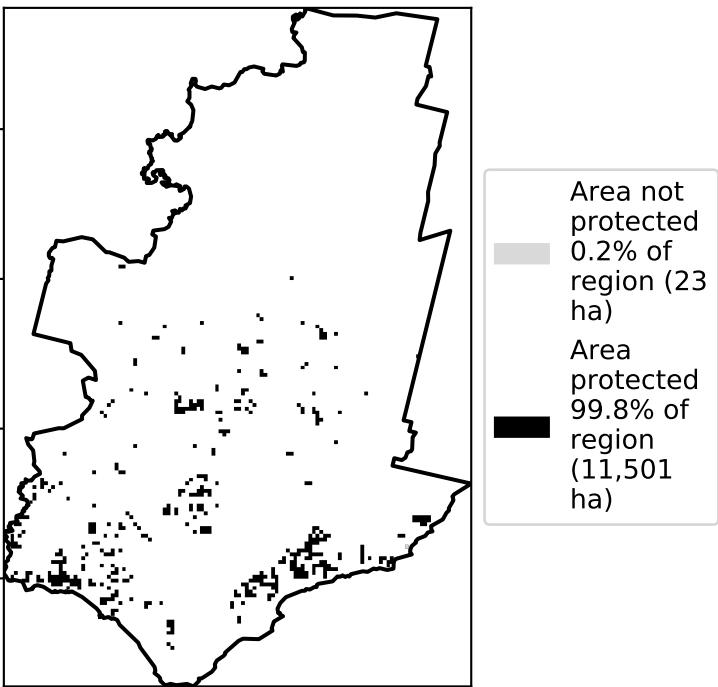 Area not
protected
0.2% of
region (23
ha)
Area
protected
99.8% of
region
(11,501
ha)